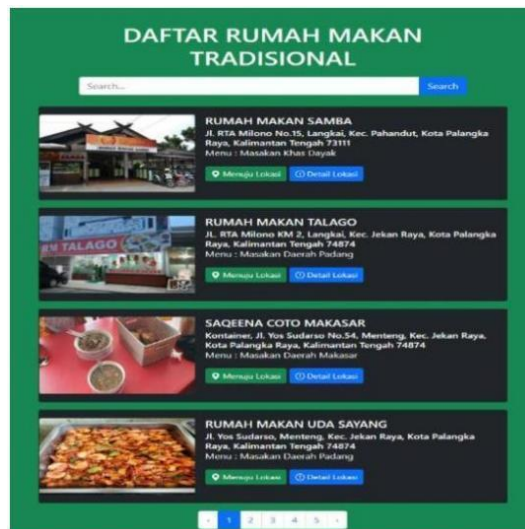 DAFTAR RUMAH MAKAN
TRADISIONAL
Search...
Search
RUMAH MAKAN SAMBA
Jl. RTA Milono No.15, Langkai, Kec. Pahandut, Kota Palangka
Raya, Kalimantan Tengah 73111
Menu : Masakan Khas Dayak
Menuju Lokasi
Detail Lokasi
RUMAH MAKAN TALAGO
JL. RTA Milono KM 2, Langkai, Kec. Jekan Raya, Kota Palangka
Raya, Kalimantan Tengah 74874
Menu : Masakan Daerah Padang
Menuju Lokasi
Detail Lokasi
RM TALAGO
SAQEENA COTO MAKASAR
Kontainer, Jl. Yos Sudarso No.54, Menteng, Kec. Jekan Raya,
Kota Palangka Raya, Kalimantan Tengah 74874
Menu : Masakan Daerah Makasar
Menuju Lokasi
Detail Lokasi
RUMAH MAKAN UDA SAYANG
Jl. Yos Sudarso, Menteng, Kec. Jekan Raya, Kota Palangka
Raya, Kalimantan Tengah 74874
Menu : Masakan Daerah Padang
Menuju Lokasi
Detail Lokasi
‹ 1 2 3 4 5 ›